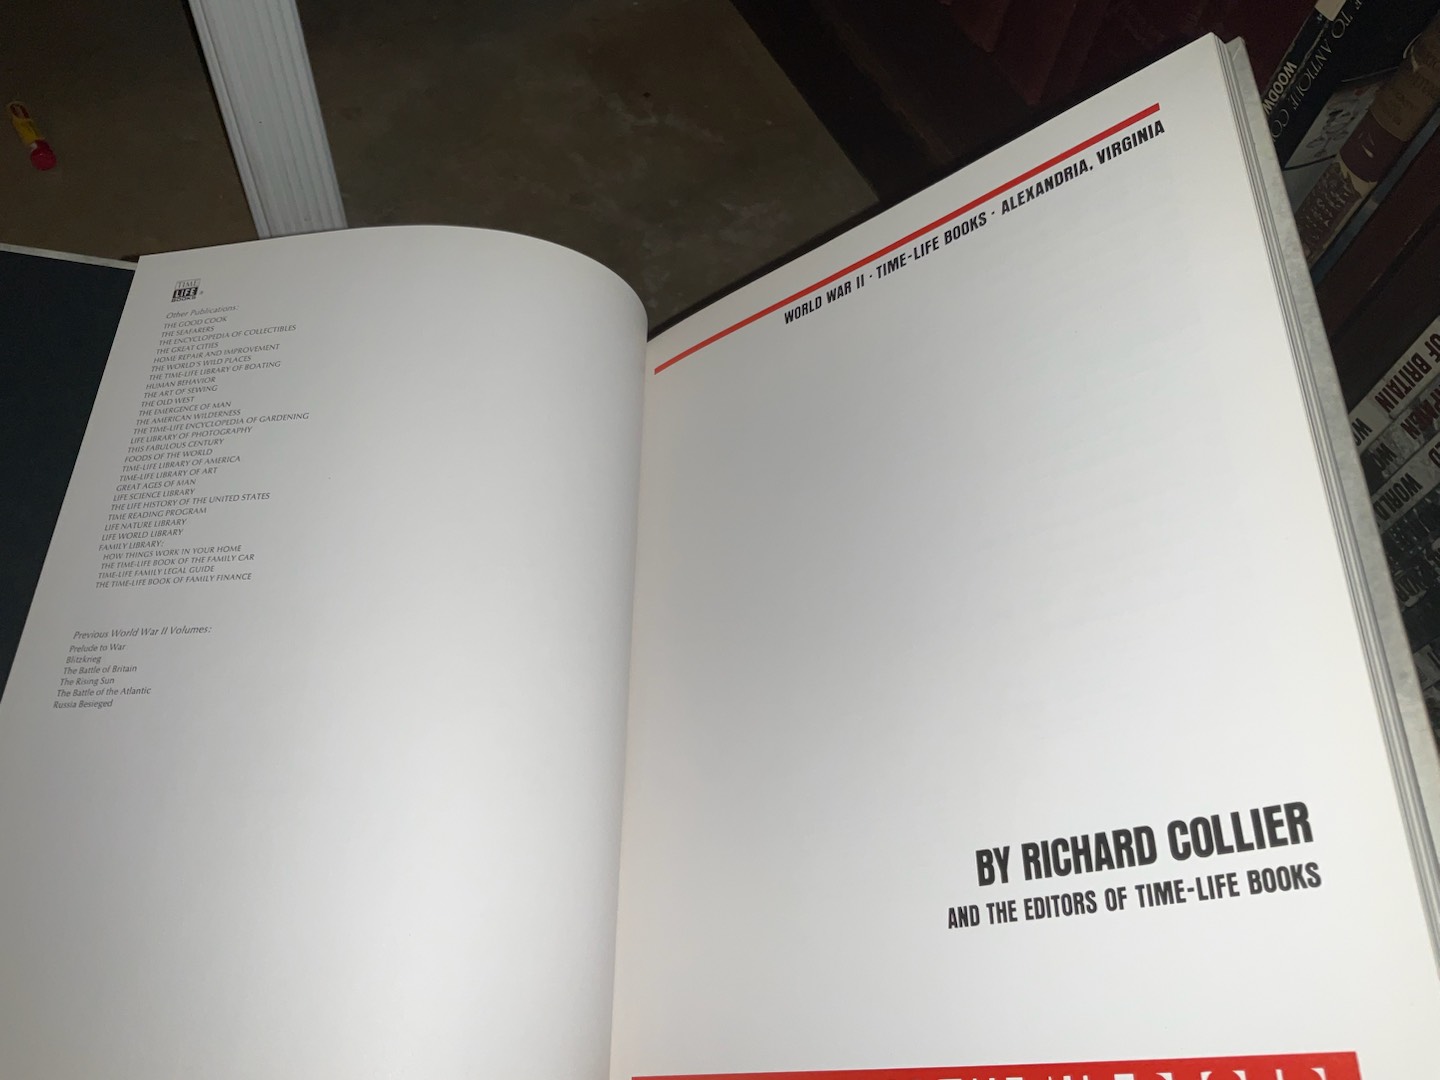 TIME
LIFE
BOOKS
®
Other Publications:
THE GOOD COOK
THE SEAFARERS
THE ENCYCLOPEDIA OF COLLECTIBLES
THE GREAT CITIES
HOME REPAIR AND IMPROVEMENT
THE WORLD'S WILD PLACES
THE TIME-LIFE LIBRARY OF BOATING
HUMAN BEHAVIOR
THE ART OF SEWING
THE OLD WEST
THE EMERGENCE OF MAN
THE AMERICAN WILDERNESS
THE TIME-LIFE ENCYCLOPEDIA OF GARDENING
LIFE LIBRARY OF PHOTOGRAPHY
THIS FABULOUS CENTURY
FOODS OF THE WORLD
TIME-LIFE LIBRARY OF AMERICA
TIME-LIFE LIBRARY OF ART
GREAT AGES OF MAN
LIFE SCIENCE LIBRARY
THE LIFE HISTORY OF THE UNITED STATES
TIME READING PROGRAM
LIFE NATURE LIBRARY
LIFE WORLD LIBRARY
FAMILY LIBRARY:
HOW THINGS WORK IN YOUR HOME
THE TIME-LIFE BOOK OF THE FAMILY CAR
TIME-LIFE FAMILY LEGAL GUIDE
THE TIME-LIFE BOOK OF FAMILY FINANCE
Previous World War II Volumes:
Prelude to War
Blitzkrieg
The Battle of Britain
The Rising Sun
The Battle of the Atlantic
Russia Besieged
WORLD WAR II · TIME-LIFE BOOKS · ALEXANDRIA, VIRGINIA
BY RICHARD COLLIER
AND THE EDITORS OF TIME-LIFE BOOKS
TO ANTIQUE
OF BRITAIN
WORLD